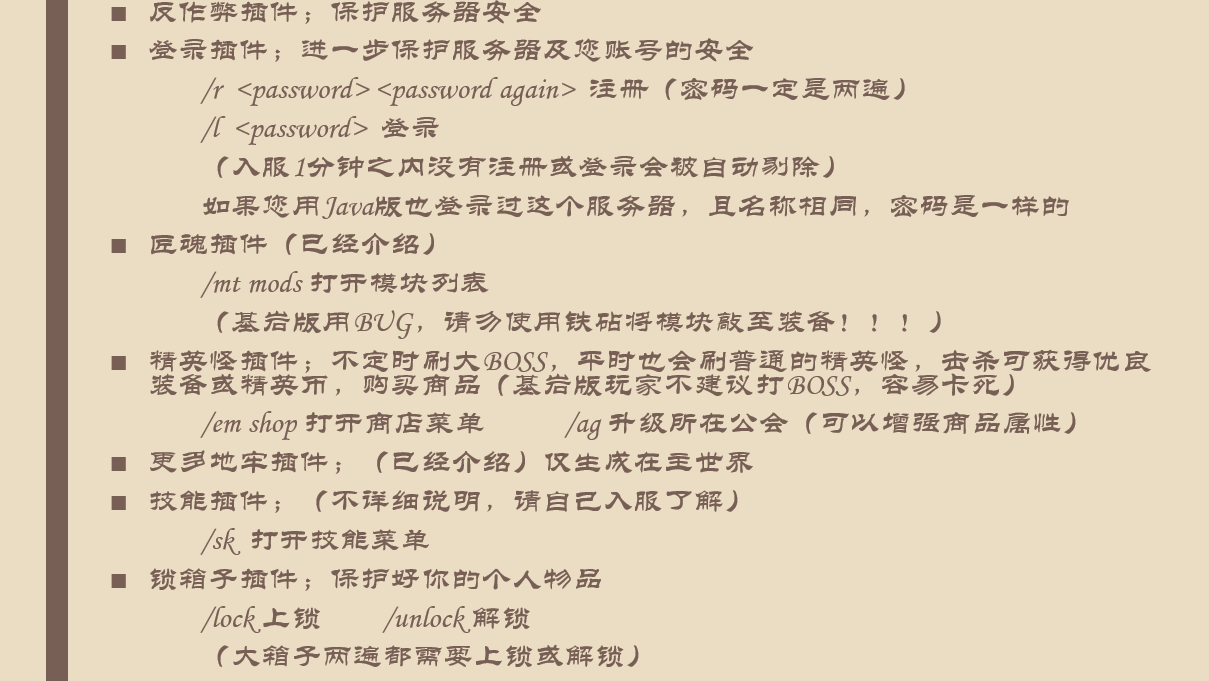 ■ 反作弊插件；保护服务器安全
■ 登录插件；进一步保护服务器及您账号的安全
/r <password> <password again> 注册（密码一定是两遍）
/l <password> 登录
（入服1分钟之内没有注册或登录会被自动剔除）
如果您用Java版也登录过这个服务器，且名称相同，密码是一样的
■ 匠魂插件（已经介绍）
/mt mods 打开模块列表
（基岩版用BUG，请勿使用铁砧将模块敲至装备！！！）
■ 精英怪插件；不定时刷大BOSS，平时也会刷普通的精英怪，击杀可获得优良
装备或精英币，购买商品（基岩版玩家不建议打BOSS，容易卡死）
/em shop 打开商店菜单 /ag 升级所在公会（可以增强商品属性）
■ 更多地牢插件；（已经介绍）仅生成在主世界
■ 技能插件；（不详细说明，请自己入服了解）
/sk 打开技能菜单
■ 锁箱子插件；保护好你的个人物品
/lock 上锁 /unlock 解锁
（大箱子两遍都需要上锁或解锁）